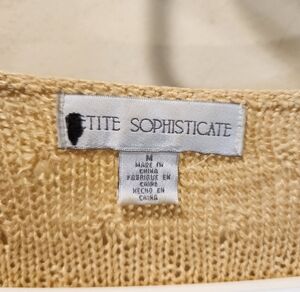 TITE SOPHISTICATE
M
MADE IN
CHINA
FABRIQUE EN
CHINE
HECHO EN
CHINA